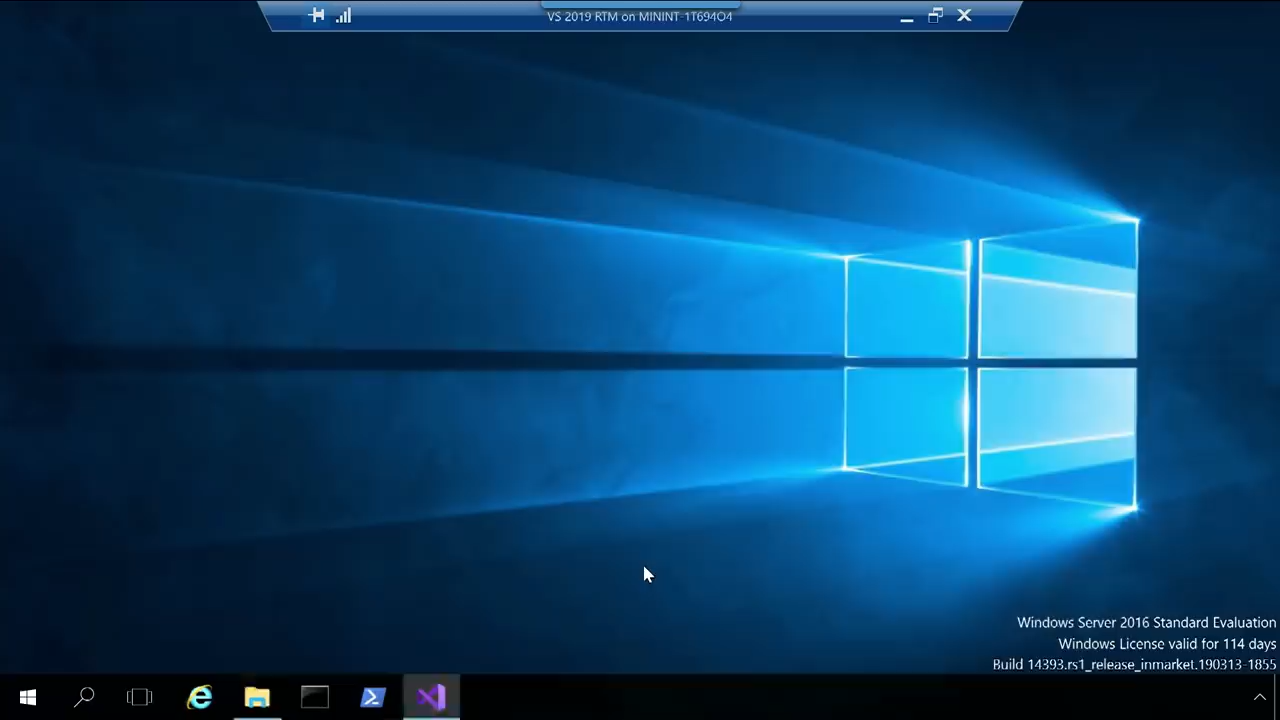 VS 2019 RTM on MININT-1T694O4
Windows Server 2016 Standard Evaluation
Windows License valid for 114 days
Build 14393.rs1_release_inmarket.190313-1855